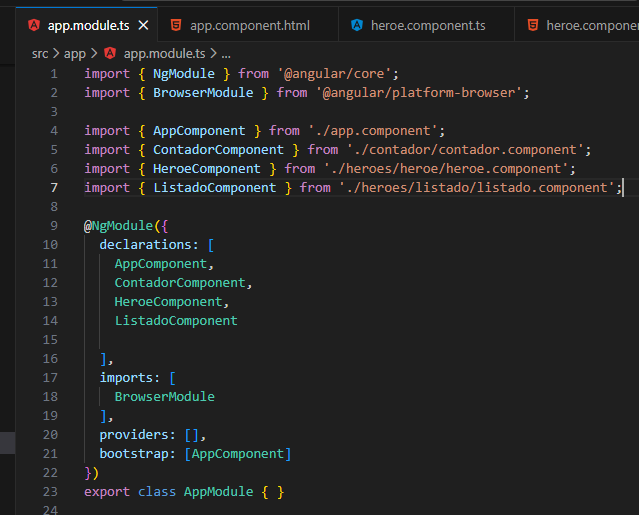 app.module.ts app.component.html heroe.component.ts heroe.compone
src > app > app.module.ts > ...
1 import { NgModule } from '@angular/core';
2 import { BrowserModule } from '@angular/platform-browser';
3
4 import { AppComponent } from './app.component';
5 import { ContadorComponent } from './contador/contador.component';
6 import { HeroeComponent } from './heroes/heroe/heroe.component';
7 import { ListadoComponent } from './heroes/listado/listado.component';
8
9 @NgModule({
10 declarations: [
11 AppComponent,
12 ContadorComponent,
13 HeroeComponent,
14 ListadoComponent
15
16 ],
17 imports: [
18 BrowserModule
19 ],
20 providers: [],
21 bootstrap: [AppComponent]
22 })
23 export class AppModule { }
24